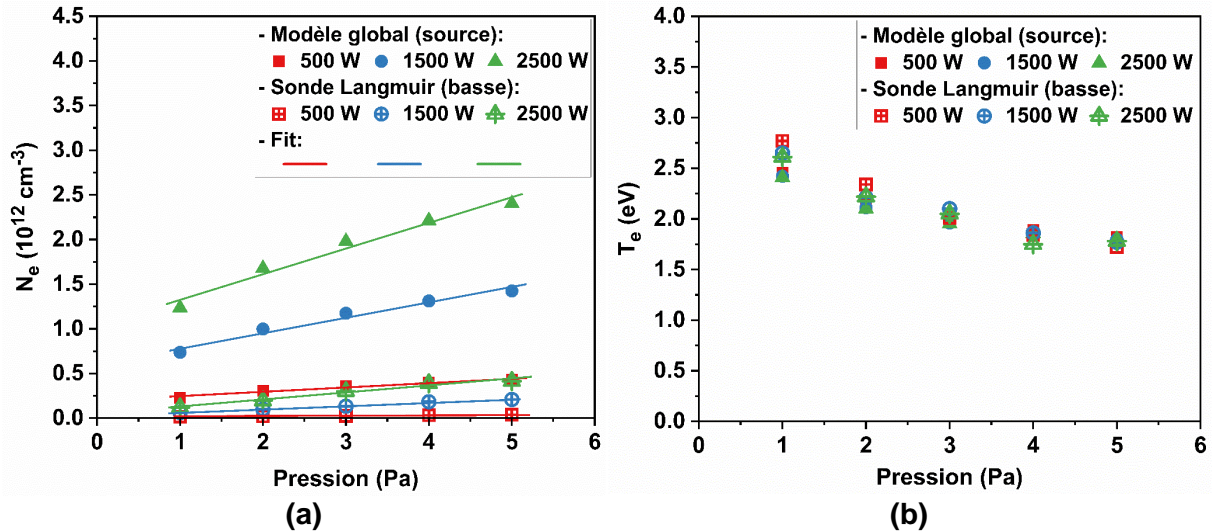 4.5
4.0
3.5
3.0
2.5
2.0
1.5
1.0
0.5
0.0
Nₑ (10¹² cm⁻³)
- Modèle global (source):
500 W 1500 W 2500 W
- Sonde Langmuir (basse):
500 W 1500 W 2500 W
- Fit:
0 1 2 3 4 5 6
Pression (Pa)
(a)
4.0
3.5
3.0
2.5
2.0
1.5
1.0
0.5
0.0
Tₑ (eV)
- Modèle global (source):
500 W 1500 W 2500 W
- Sonde Langmuir (basse):
500 W 1500 W 2500 W
0 1 2 3 4 5 6
Pression (Pa)
(b)